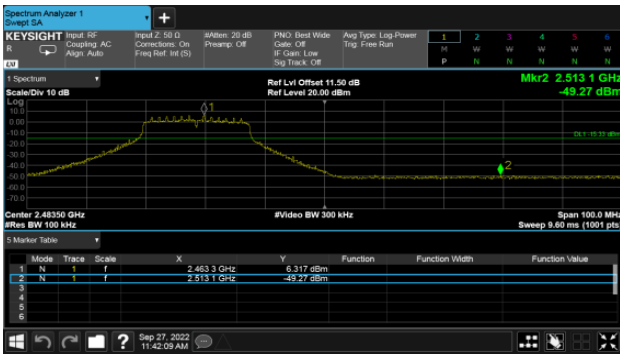 Spectrum Analyzer 1
Swept SA
+
KEYSIGHT Input: RF Input Z: 50 Ω #Atten: 20 dB PNO: Best Wide Avg Type: Log-Power 1 2 3 4 5 6
R Coupling: AC Corrections: On Preamp: Off Gate: Off Trig: Free Run M W W W W W
Align: Auto Freq Ref: Int (S) IF Gain: Low
LXI Sig Track: Off P N N N N N
1 Spectrum Ref Lvl Offset 11.50 dB Mkr2 2.513 1 GHz
Scale/Div 10 dB Ref Level 20.00 dBm -49.27 dBm
Log
10.0
0.00
-10.0
-20.0
-30.0
-40.0
-50.0
-60.0
-70.0
1
DL1 -15.33 dBm
2
Center 2.48350 GHz #Video BW 300 kHz Span 100.0 MHz
#Res BW 100 kHz Sweep 9.60 ms (1001 pts)
5 Marker Table
Mode Trace Scale X Y Function Function Width Function Value
1 N 1 f 2.463 3 GHz 6.317 dBm
2 N 1 f 2.513 1 GHz -49.27 dBm
3
4
5
6
? Sep 27, 2022
11:42:09 AM